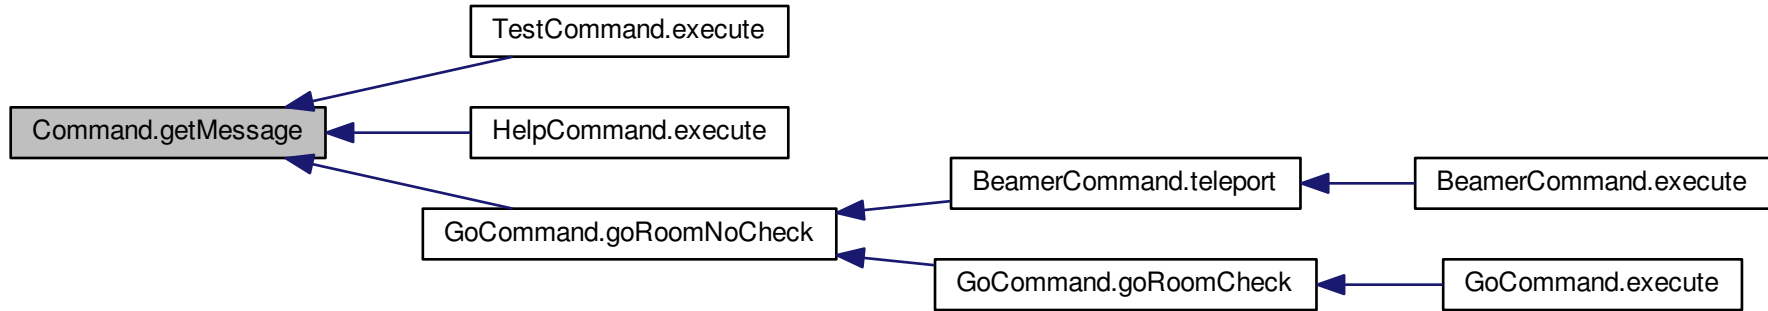 TestCommand.execute
Command.getMessage
HelpCommand.execute
BeamerCommand.teleport
BeamerCommand.execute
GoCommand.goRoomNoCheck
GoCommand.goRoomCheck
GoCommand.execute